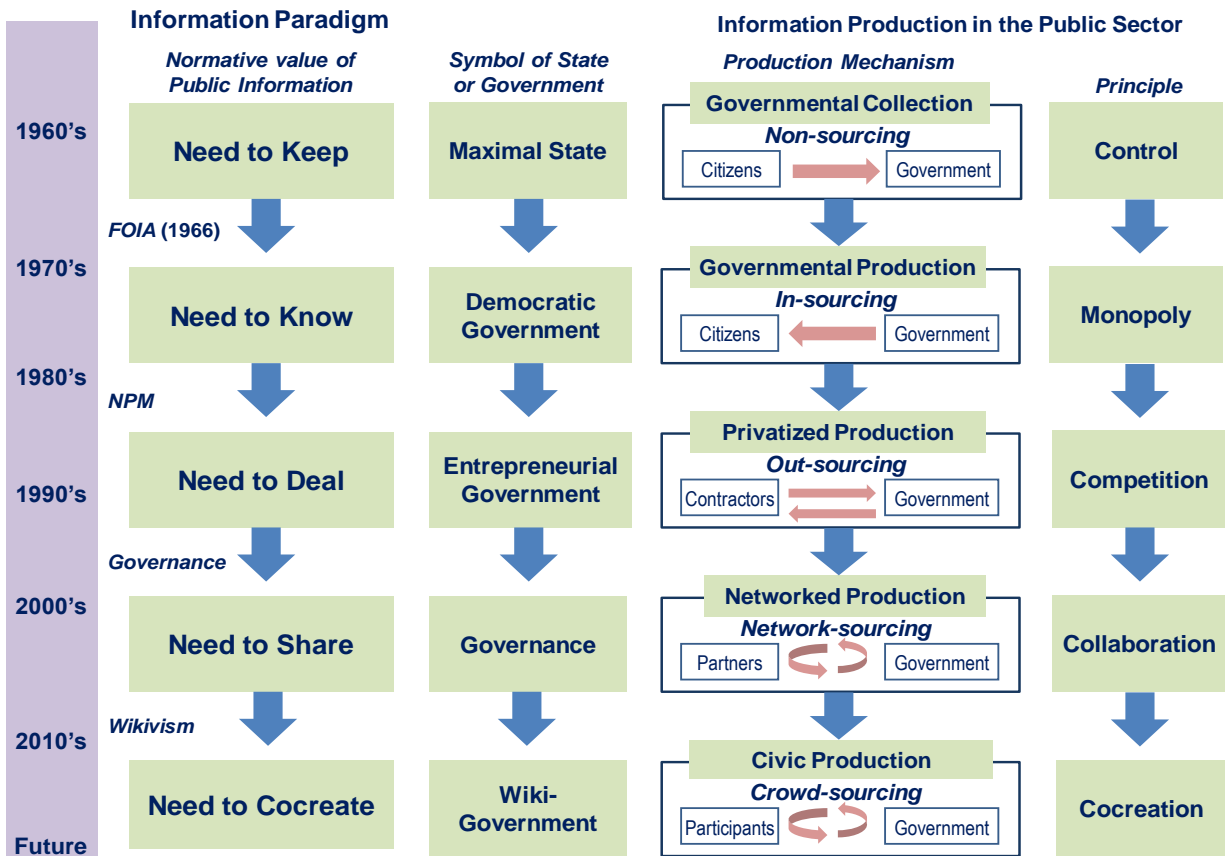 Information Paradigm
Information Production in the Public Sector
Normative value of
Public Information
Symbol of State
or Government
Production Mechanism
Principle
1960's
Need to Keep
Maximal State
Governmental Collection
Non-sourcing
Citizens
Government
Control
FOIA (1966)
1970's
Need to Know
Democratic
Government
Governmental Production
In-sourcing
Citizens
Government
Monopoly
1980's
NPM
Need to Deal
Entrepreneurial
Government
Privatized Production
Out-sourcing
Contractors
Government
Competition
1990's
Governance
2000's
Need to Share
Governance
Networked Production
Network-sourcing
Partners
Government
Collaboration
Wikivism
2010's
Need to Cocreate
Wiki-
Government
Civic Production
Crowd-sourcing
Participants
Government
Cocreation
Future